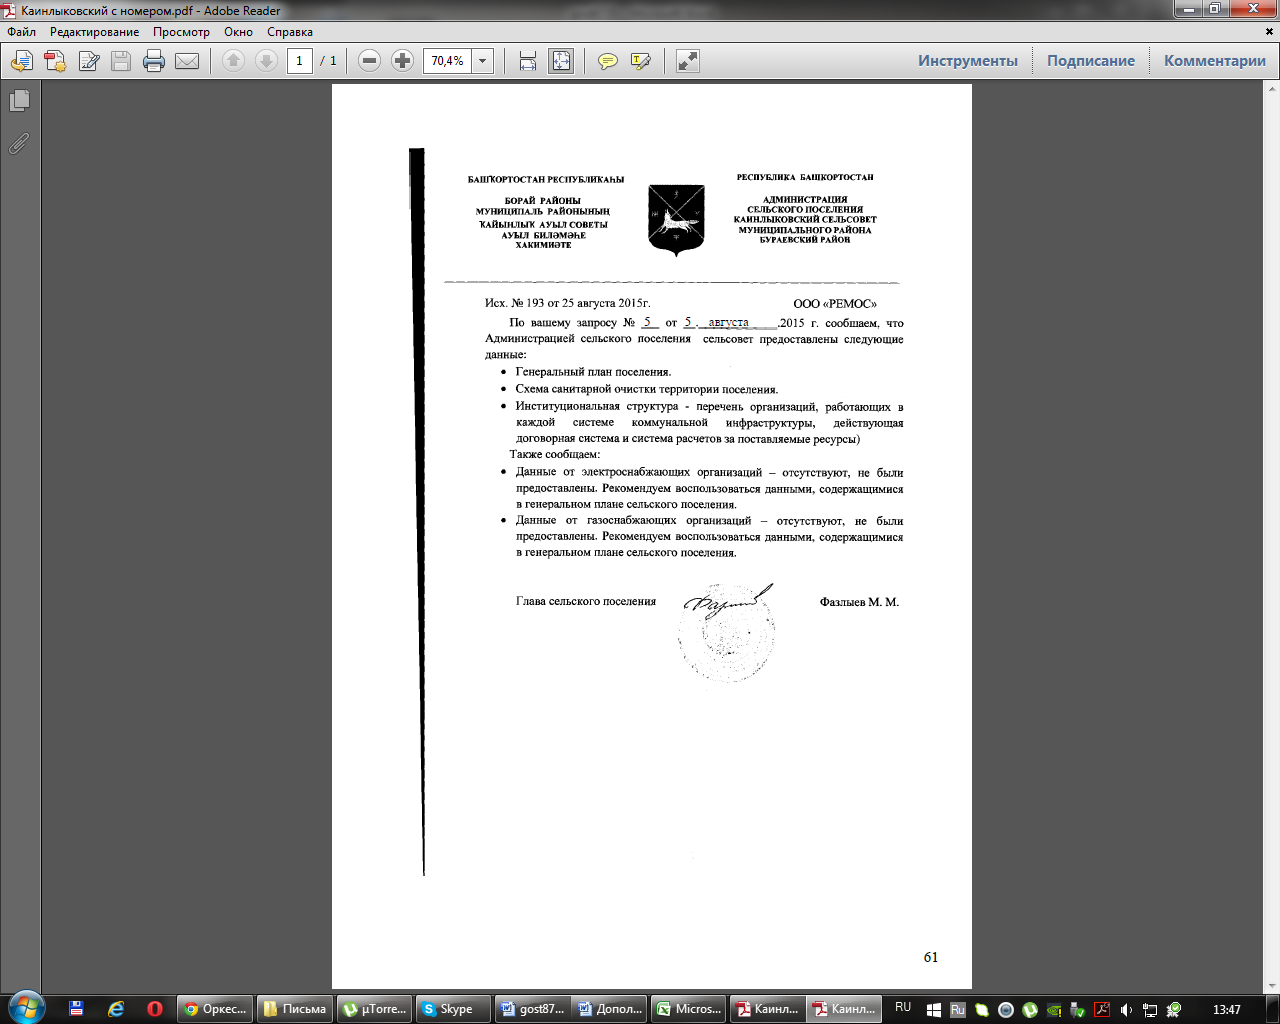 Каинлыковский с номером.pdf - Adobe Reader
Файл Редактирование Просмотр Окно Справка
1 / 1 70,4% Инструменты Подписание Комментарии
БАШҠОРТОСТАН РЕСПУБЛИКАҺЫ
БОРАЙ РАЙОНЫ
МУНИЦИПАЛЬ РАЙОНЫНЫҢ
ҠАЙЫНЛЫҠ АУЫЛ СОВЕТЫ
АУЫЛ БИЛӘМӘҺЕ
ХАКИМИӘТЕ
РЕСПУБЛИКА БАШКОРТОСТАН
АДМИНИСТРАЦИЯ
СЕЛЬСКОГО ПОСЕЛЕНИЯ
КАИНЛЫКОВСКИЙ СЕЛЬСОВЕТ
МУНИЦИПАЛЬНОГО РАЙОНА
БУРАЕВСКИЙ РАЙОН
Исх. № 193 от 25 августа 2015г. ООО «РЕМОС»
По вашему запросу № 5 от 5 . августа .2015 г. сообщаем, что
Администрацией сельского поселения сельсовет предоставлены следующие
данные:
• Генеральный план поселения.
• Схема санитарной очистки территории поселения.
• Институциональная структура - перечень организаций, работающих в
каждой системе коммунальной инфраструктуры, действующая
договорная система и система расчетов за поставляемые ресурсы)
Также сообщаем:
• Данные от электроснабжающих организаций – отсутствуют, не были
предоставлены. Рекомендуем воспользоваться данными, содержащимися
в генеральном плане сельского поселения.
• Данные от газоснабжающих организаций – отсутствуют, не были
предоставлены. Рекомендуем воспользоваться данными, содержащимися
в генеральном плане сельского поселения.
Глава сельского поселения Фазлыев М. М.
61
Оркес... Письма µTorre... Skype gost87... Допол... Micros... Каинл... Каинл... RU Ru 13:47